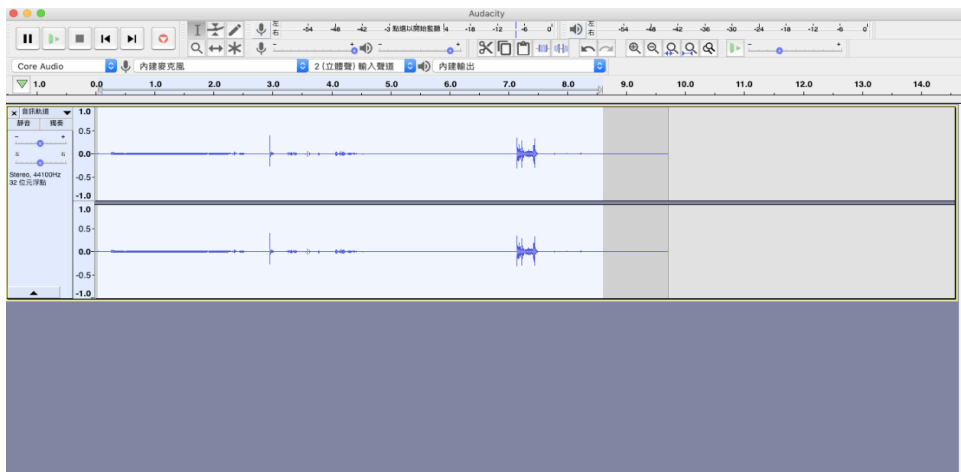 Audacity
左 右 -54 -48 -42 -3 點選以開始監聽 !4 -18 -12 -6 0
左 右 -54 -48 -42 -36 -30 -24 -18 -12 -6 0
- +
- +
- +
Core Audio 內建麥克風 2 (立體聲) 輸入聲道 內建輸出
1.0 0.0 1.0 2.0 3.0 4.0 5.0 6.0 7.0 8.0 9.0 10.0 11.0 12.0 13.0 14.0
× 音訊軌道 1.0
靜音 獨奏
0.5
- +
0.0
Stereo, 44100Hz
-0.5
32 位元浮點
-1.0
1.0
0.5
0.0
-0.5
-1.0